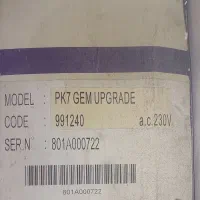 MODEL : PK7 GEM UPGRADE
CODE : 991240 a.c.230V
SER.N : 801A000722
801A000722